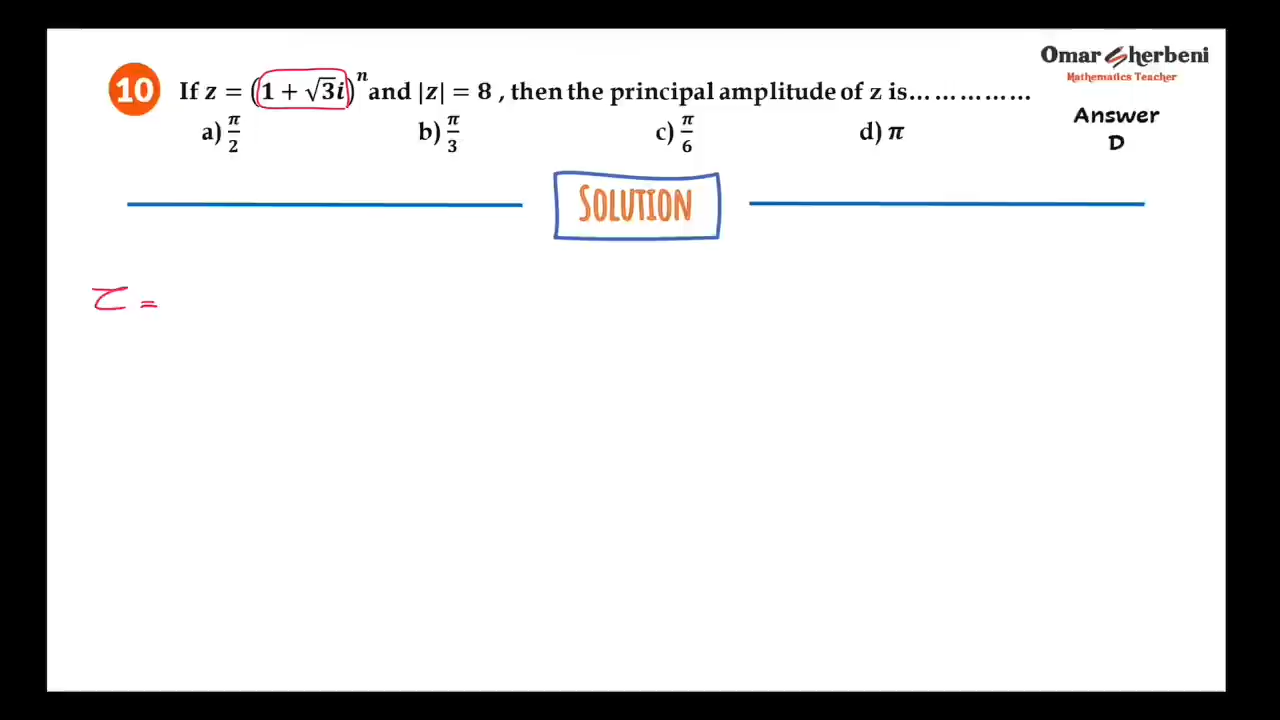 Omar Sherbeni
Mathematics Teacher
10 If z = (1 + √3i)ⁿ and |z| = 8 , then the principal amplitude of z is……………
a) π/2 b) π/3 c) π/6 d) π
Answer
D
SOLUTION
Z =